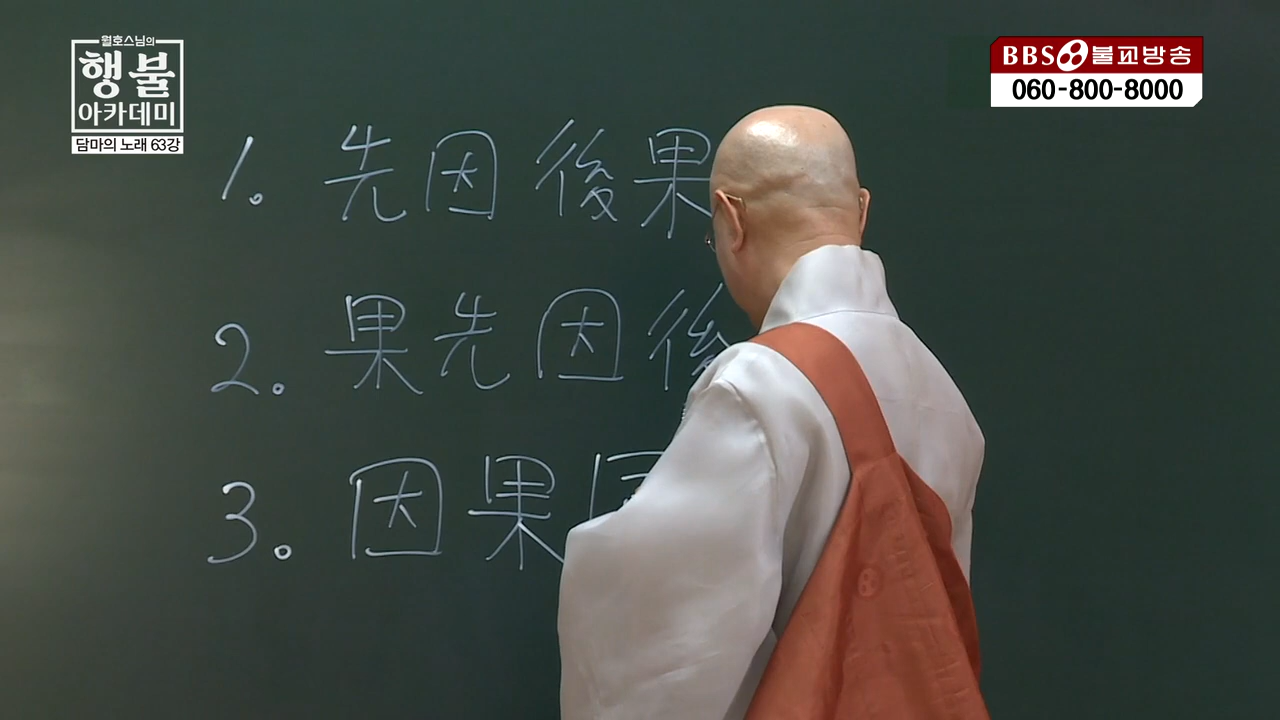 월호스님의
행불
아카데미
담마의 노래 63강
BBS 불교방송
060-800-8000
1. 先因後果
2. 果先因後
3. 因果